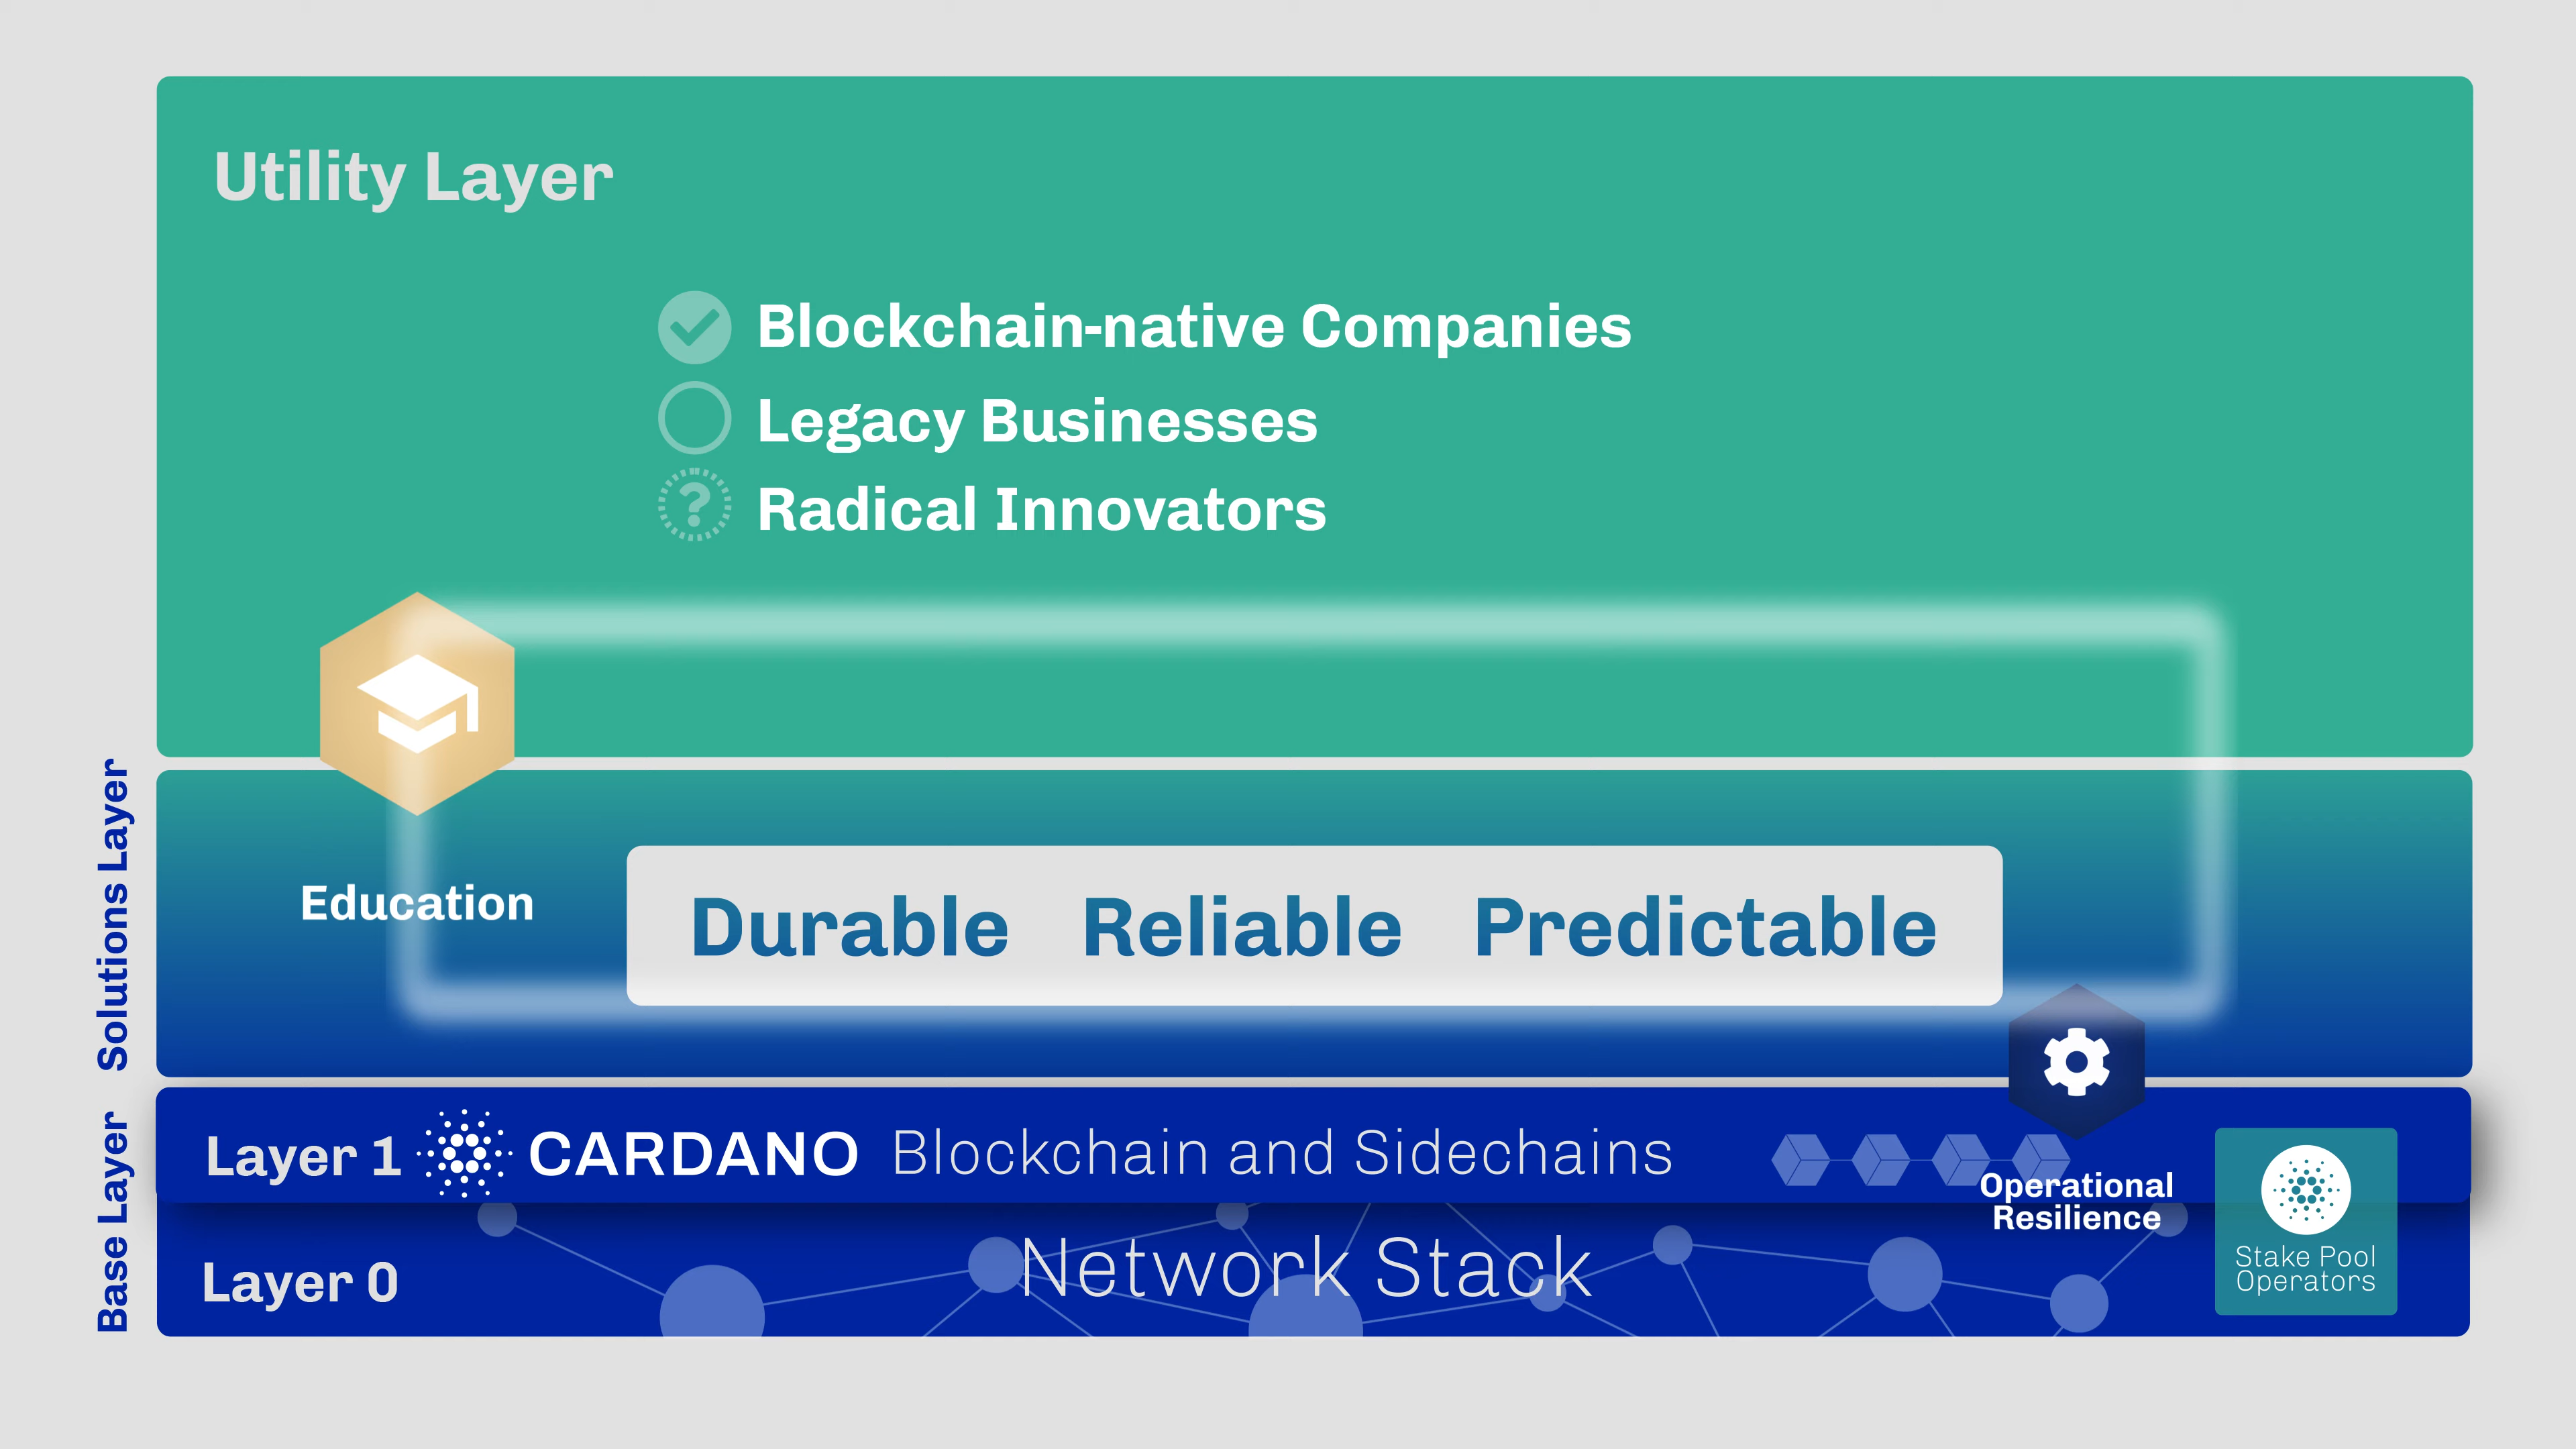 Utility Layer
Blockchain-native Companies
Legacy Businesses
? Radical Innovators
Solutions Layer
Education
Durable Reliable Predictable
Base Layer
Layer 1 CARDANO Blockchain and Sidechains
Operational
Resilience
Layer 0
Network Stack
Stake Pool
Operators